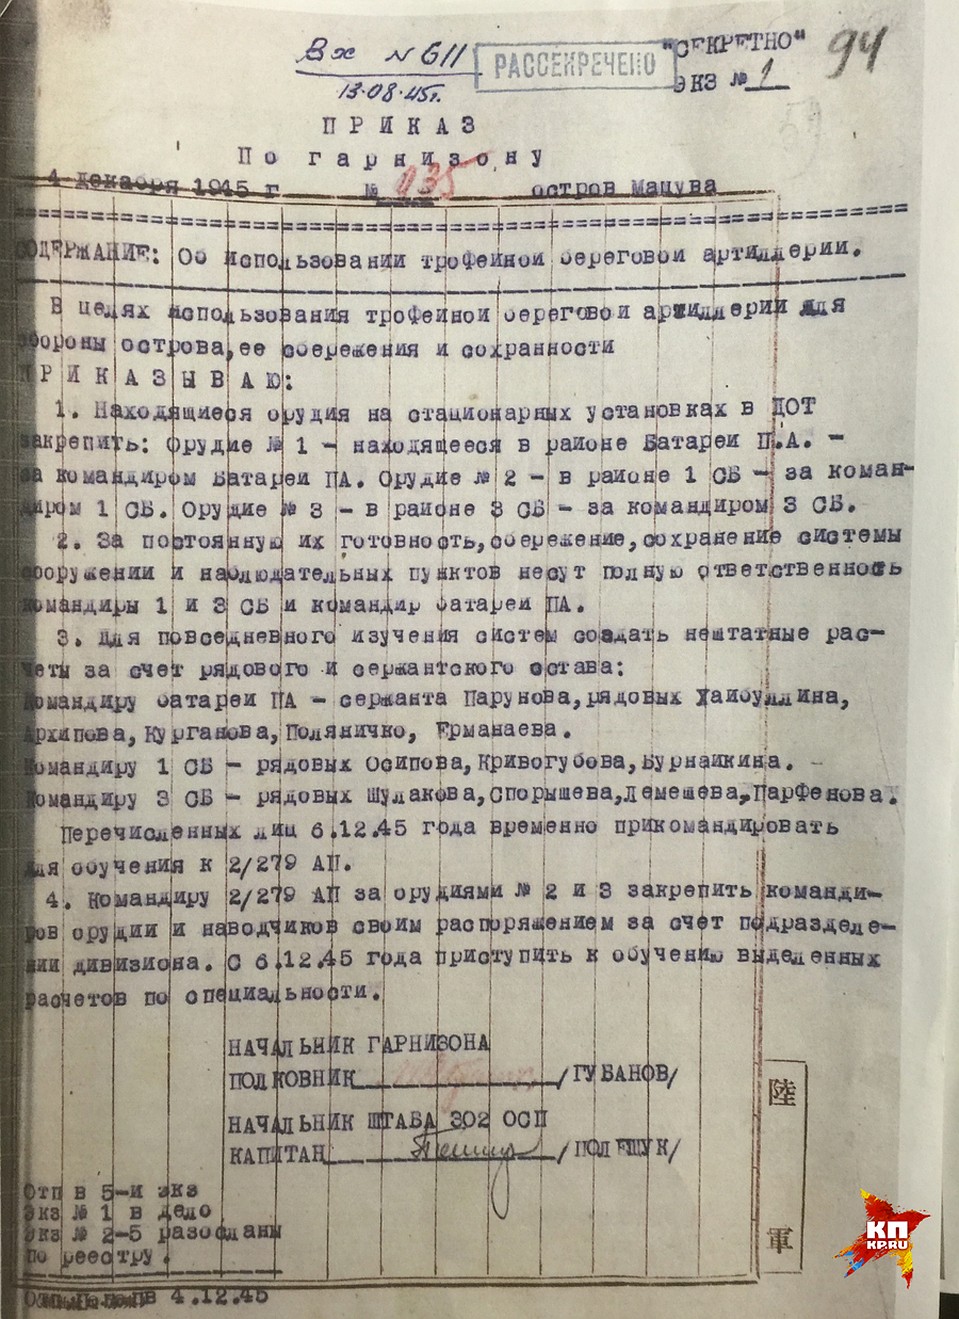 Вх №611
13.08.45г.
РАССЕКРЕЧЕНО
"СЕКРЕТНО"
ЭКЗ № 1
94
ПРИКАЗ
По гарнизону
4 декабря 1945 г № 035 остров Мацува
СОДЕРЖАНИЕ: Об использовании трофейной береговой артиллерии.
В целях использования трофейной береговой артиллерии для
обороны острова, ее сбережения и сохранности
ПРИКАЗЫВАЮ:
1. Находящиеся орудия на стационарных установках в ДОТ
закрепить: Орудие № 1 - находящееся в районе Батареи П.А. -
за командиром Батареи ПА. Орудие № 2 - в районе 1 СБ - за коман-
диром 1 СБ. Орудие № 3 - в районе 3 СБ - за командиром 3 СБ.
2. За постоянную их готовность, сбережение, сохранение системы
сооружений и наблюдательных пунктов несут полную ответственность
командиры 1 и 3 СБ и командир батареи ПА.
3. Для повседневного изучения систем создать нештатные рас-
четы за счет рядового и сержантского остава:
Командиру батареи ПА - сержанта Парунова, рядовых Хайбуллина,
Архипова, Курганова, Поляничко, Ерманаева.
Командиру 1 СБ - рядовых Осипова, Кривогубова, Бурнайкина.
Командиру 3 СБ - рядовых Шулакова, Спорышева, Лемешева, Парфенова.
Перечисленных лиц 6.12.45 года временно прикомандировать
для обучения к 2/279 АП.
4. Командиру 2/279 АП за орудиями № 2 и 3 закрепить команди-
ров орудий и наводчиков своим распоряжением за счет подразделе-
ний дивизиона. С 6.12.45 года приступить к обучению выделенных
расчетов по специальности.
НАЧАЛЬНИК ГАРНИЗОНА
ПОЛКОВНИК /ГУБАНОВ/
НАЧАЛЬНИК ШТАБА 302 ОСП
КАПИТАН /ПОЛЕЩУК/
陸
軍
Отп в 5-и экз
Экз № 1 в дело
Экз № 2-5 разосланы
по реестру.
4.12.45
КП
KP.RU